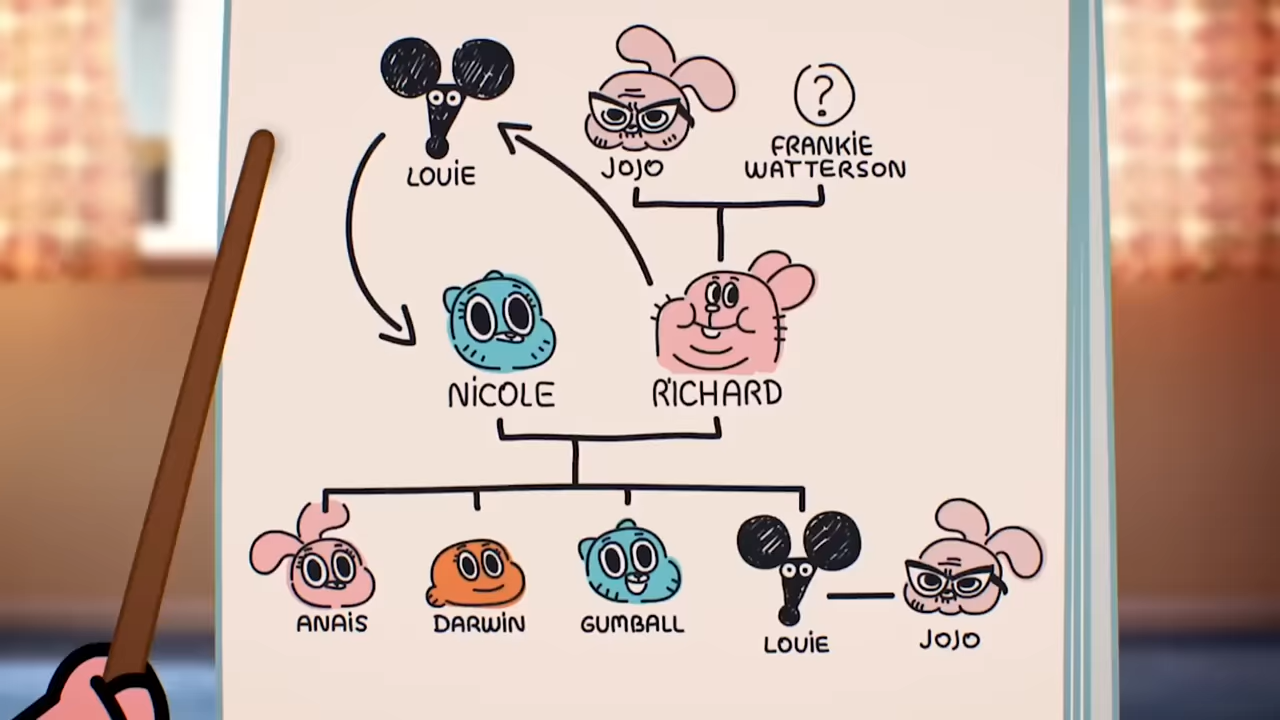 LOUIE
JOJO
?
FRANKIE
WATTERSON
NICOLE
RICHARD
ANAIS
DARWIN
GUMBALL
LOUIE
JOJO